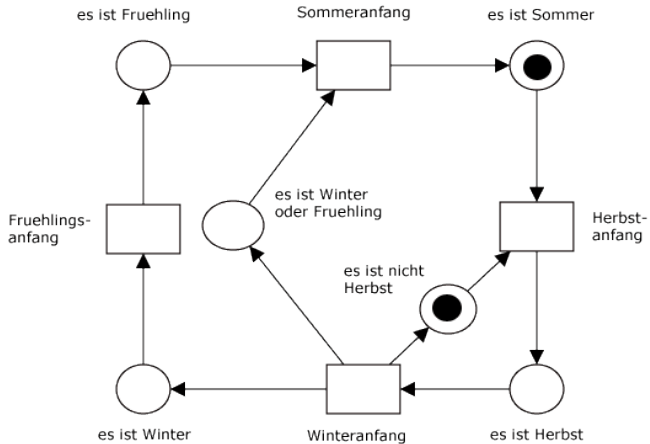 es ist Fruehling
Sommeranfang
es ist Sommer
es ist Winter
oder Fruehling
Fruehlings-
anfang
Herbst-
anfang
es ist nicht
Herbst
es ist Winter
Winteranfang
es ist Herbst